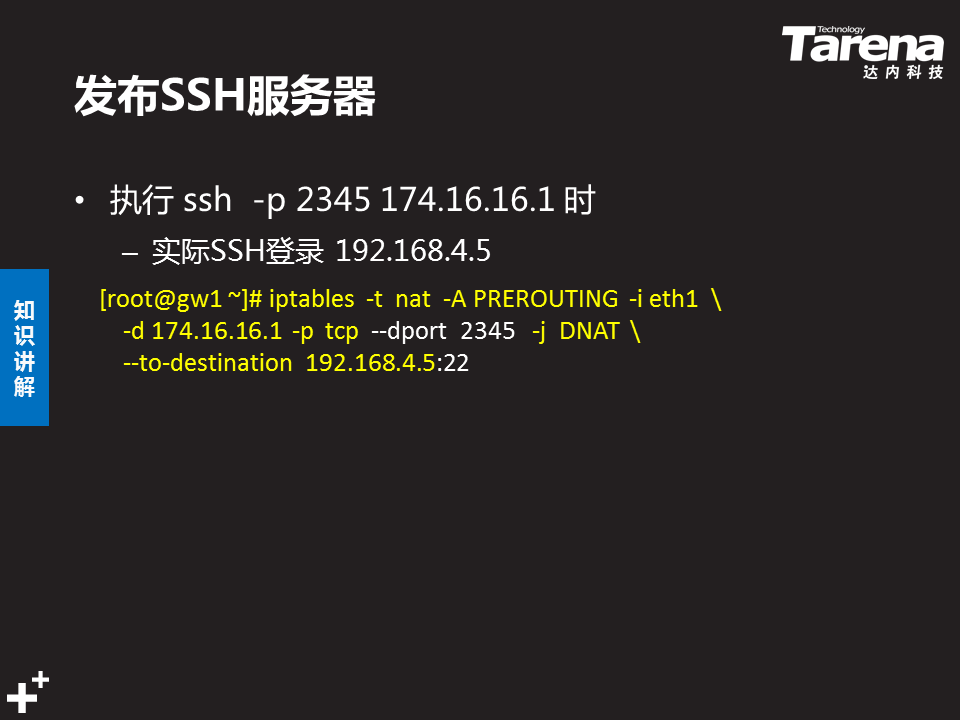 Technology
Tarena
达内科技
发布SSH服务器
• 执行 ssh -p 2345 174.16.16.1 时
– 实际SSH登录 192.168.4.5
[root@gw1 ~]# iptables -t nat -A PREROUTING -i eth1 \
-d 174.16.16.1 -p tcp --dport 2345 -j DNAT \
--to-destination 192.168.4.5:22
知识讲解